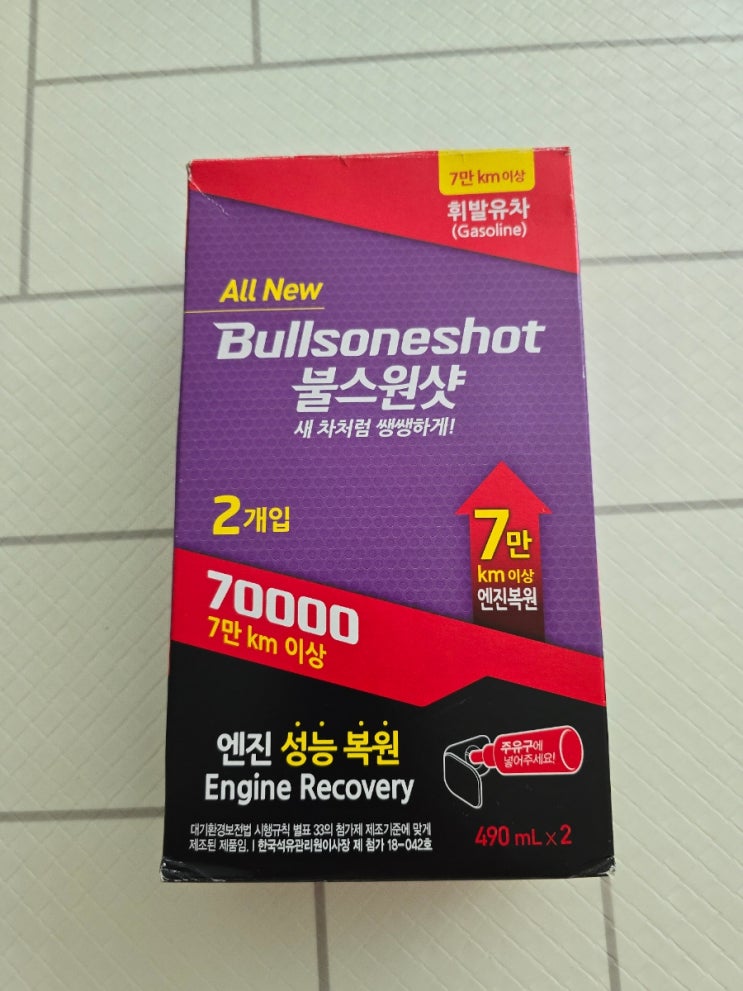 7만 km 이상
휘발유차
(Gasoline)
All New
Bullsoneshot
불스원샷
새 차처럼 쌩쌩하게!
2개입
7만
km 이상
엔진복원
70000
7만 km 이상
엔진 성능 복원
Engine Recovery
주유구에
넣어주세요!
대기환경보전법 시행규칙 별표 33의 첨가제 제조기준에 맞게
제조된 제품임. I 한국석유관리원이사장 제 첨가 18-042호
490 mL x 2